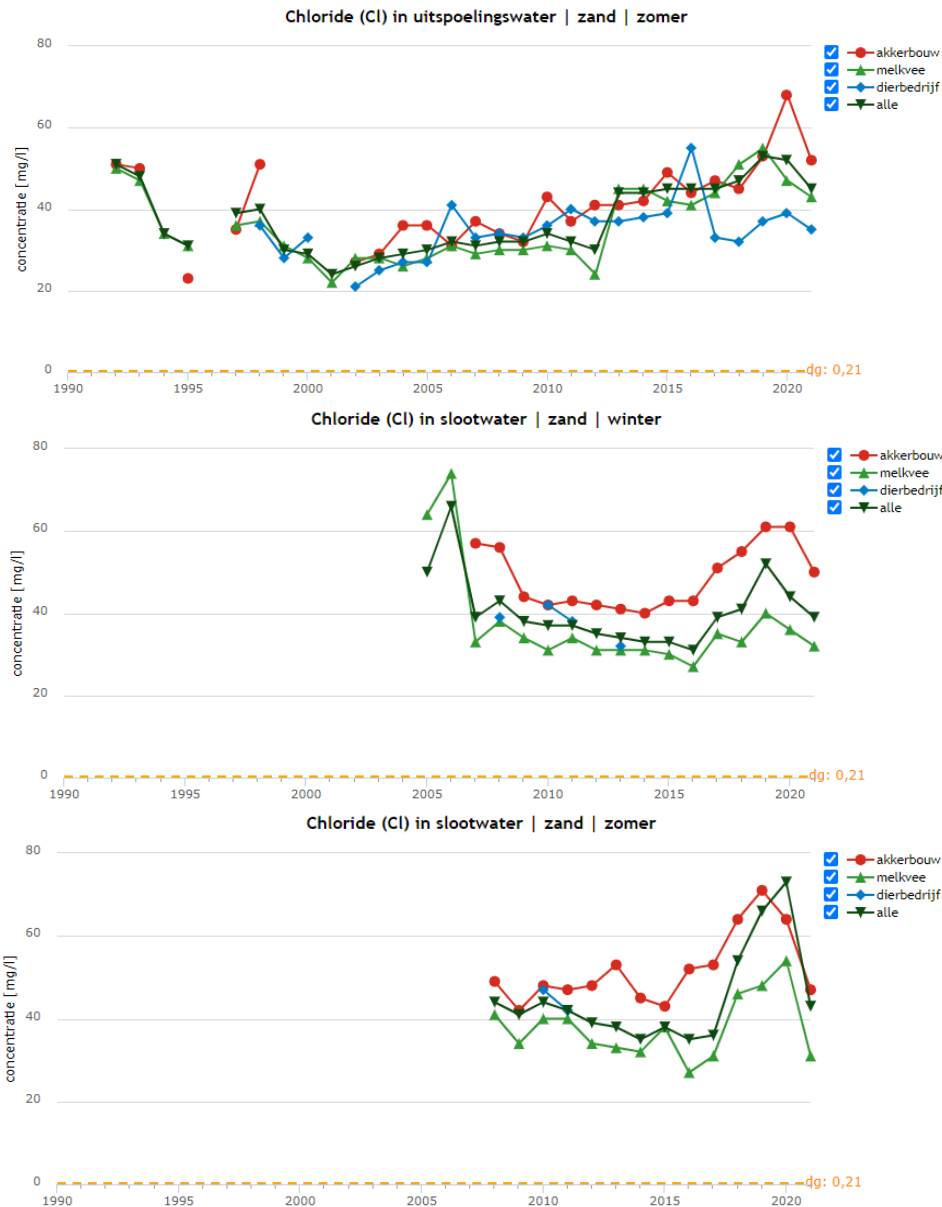 Chloride (Cl) in uitspoelingswater | zand | zomer
80
akkerbouw
melkvee
dierbedrijf
alle
60
concentratie [mg/l]
40
20
0
dg: 0,21
1990 1995 2000 2005 2010 2015 2020
Chloride (Cl) in slootwater | zand | winter
80
akkerbouw
melkvee
dierbedrijf
alle
60
concentratie [mg/l]
40
20
0
dg: 0,21
1990 1995 2000 2005 2010 2015 2020
Chloride (Cl) in slootwater | zand | zomer
80
akkerbouw
melkvee
dierbedrijf
alle
60
concentratie [mg/l]
40
20
0
dg: 0,21
1990 1995 2000 2005 2010 2015 2020